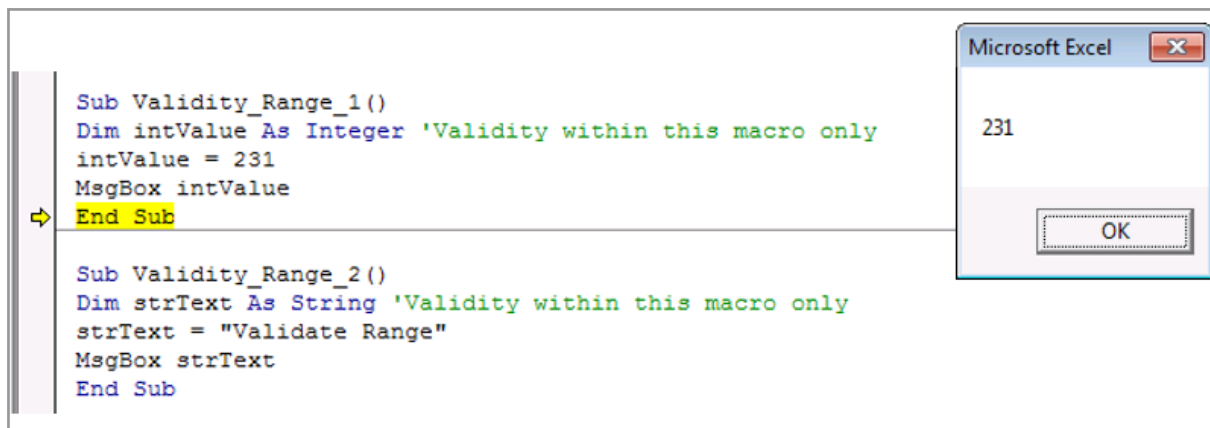 Sub Validity_Range_1()
Dim intValue As Integer 'Validity within this macro only
intValue = 231
MsgBox intValue
End Sub
Sub Validity_Range_2()
Dim strText As String 'Validity within this macro only
strText = "Validate Range"
MsgBox strText
End Sub
Microsoft Excel
231
OK